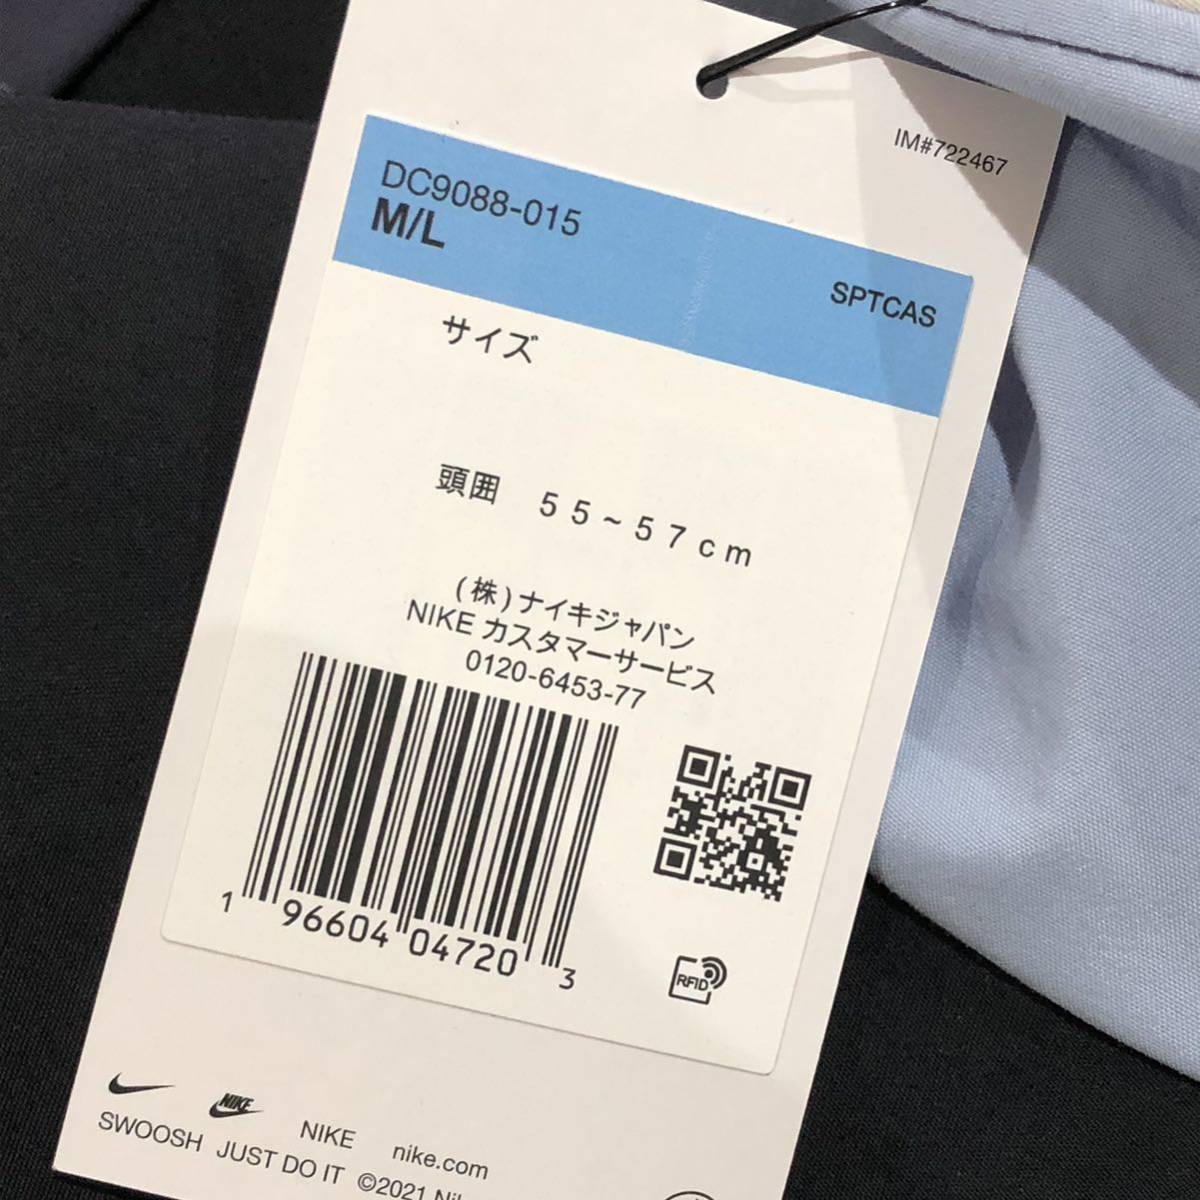 IM#722467
DC9088-015
M/L
SPTCAS
サイズ
頭囲　５５～５７ｃｍ
(株)ナイキジャパン
NIKE カスタマーサービス
0120-6453-77
1 96604 04720 3
RFID
NIKE
NIKE nike.com
SWOOSH JUST DO IT ©2021